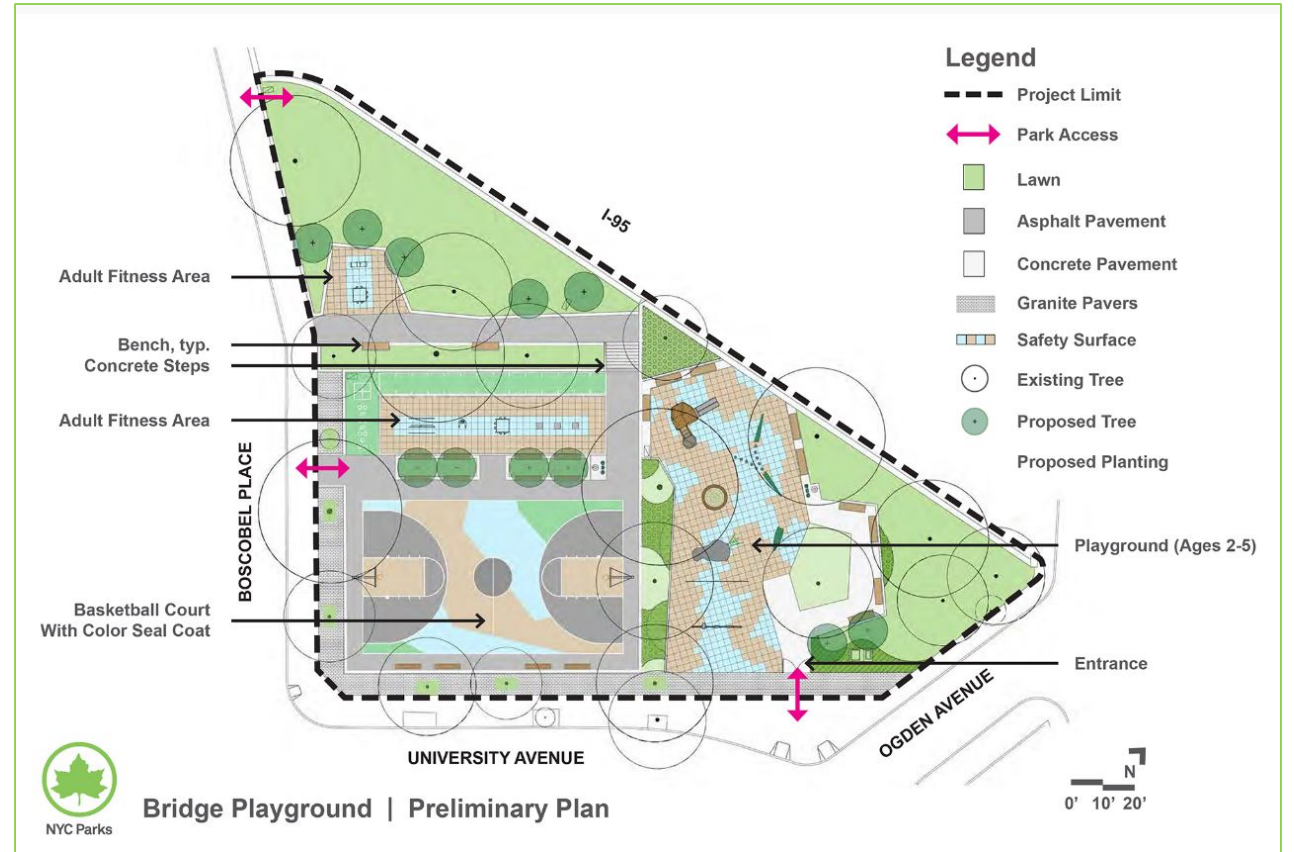 Legend
Project Limit
Park Access
Lawn
Asphalt Pavement
Concrete Pavement
Granite Pavers
Safety Surface
Existing Tree
Proposed Tree
Proposed Planting
I-95
Adult Fitness Area
Bench, typ.
Concrete Steps
Adult Fitness Area
BOSCOBEL PLACE
Basketball Court
With Color Seal Coat
Playground (Ages 2-5)
Entrance
OGDEN AVENUE
UNIVERSITY AVENUE
N
0' 10' 20'
NYC Parks
Bridge Playground | Preliminary Plan